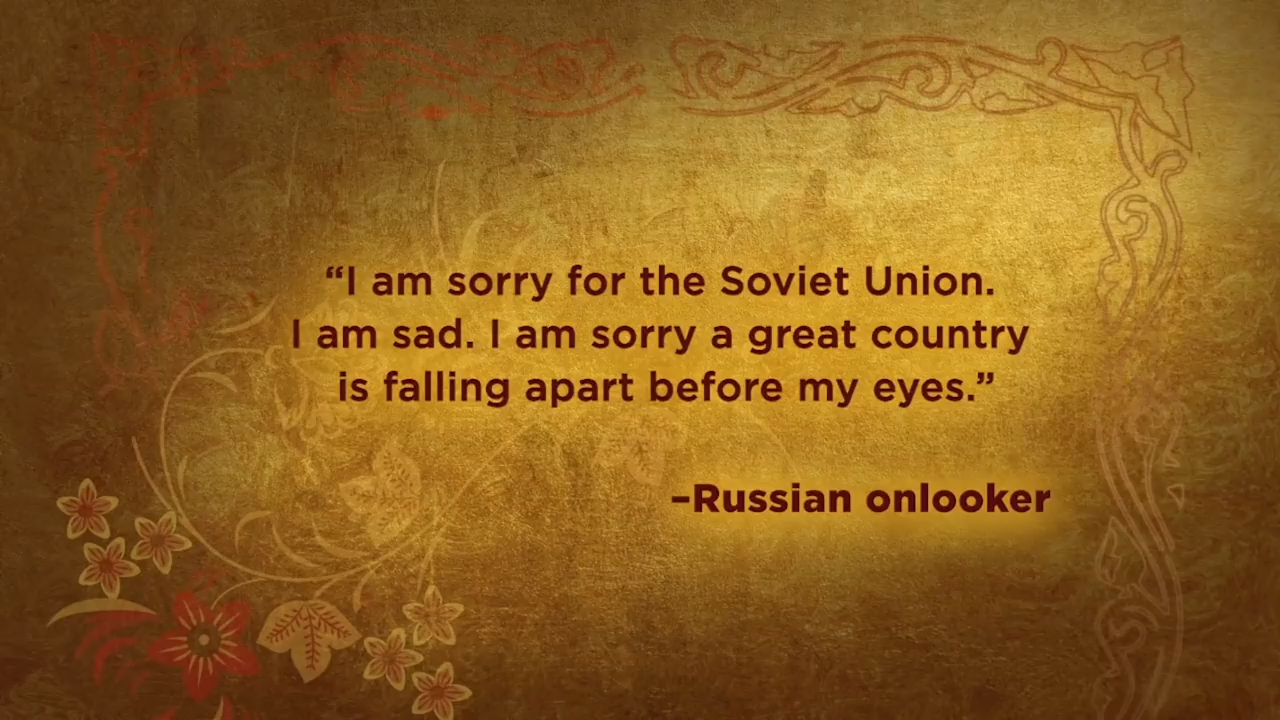 “I am sorry for the Soviet Union.
I am sad. I am sorry a great country
is falling apart before my eyes.”
–Russian onlooker